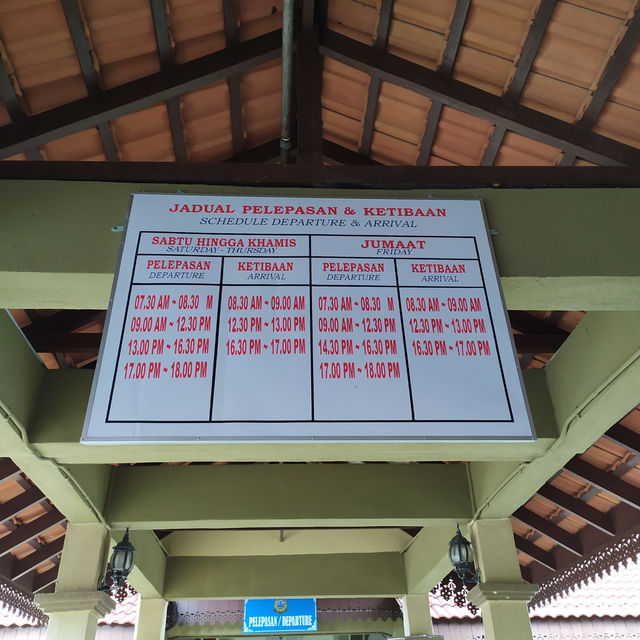 JADUAL PELEPASAN & KETIBAAN
SCHEDULE DEPARTURE & ARRIVAL
SABTU HINGGA KHAMIS
SATURDAY - THURSDAY
JUMAAT
FRIDAY
PELEPASAN
DEPARTURE
KETIBAAN
ARRIVAL
PELEPASAN
DEPARTURE
KETIBAAN
ARRIVAL
07.30 AM ~ 08.30 M
08.30 AM ~ 09.00 AM
07.30 AM ~ 08.30 M
08.30 AM ~ 09.00 AM
09.00 AM ~ 12.30 PM
12.30 PM ~ 13.00 PM
09.00 AM ~ 12.30 PM
12.30 PM ~ 13.00 PM
13.00 PM ~ 16.30 PM
16.30 PM ~ 17.00 PM
14.30 PM ~ 16.30 PM
16.30 PM ~ 17.00 PM
17.00 PM ~ 18.00 PM
17.00 PM ~ 18.00 PM
PELEPASAN / DEPARTURE